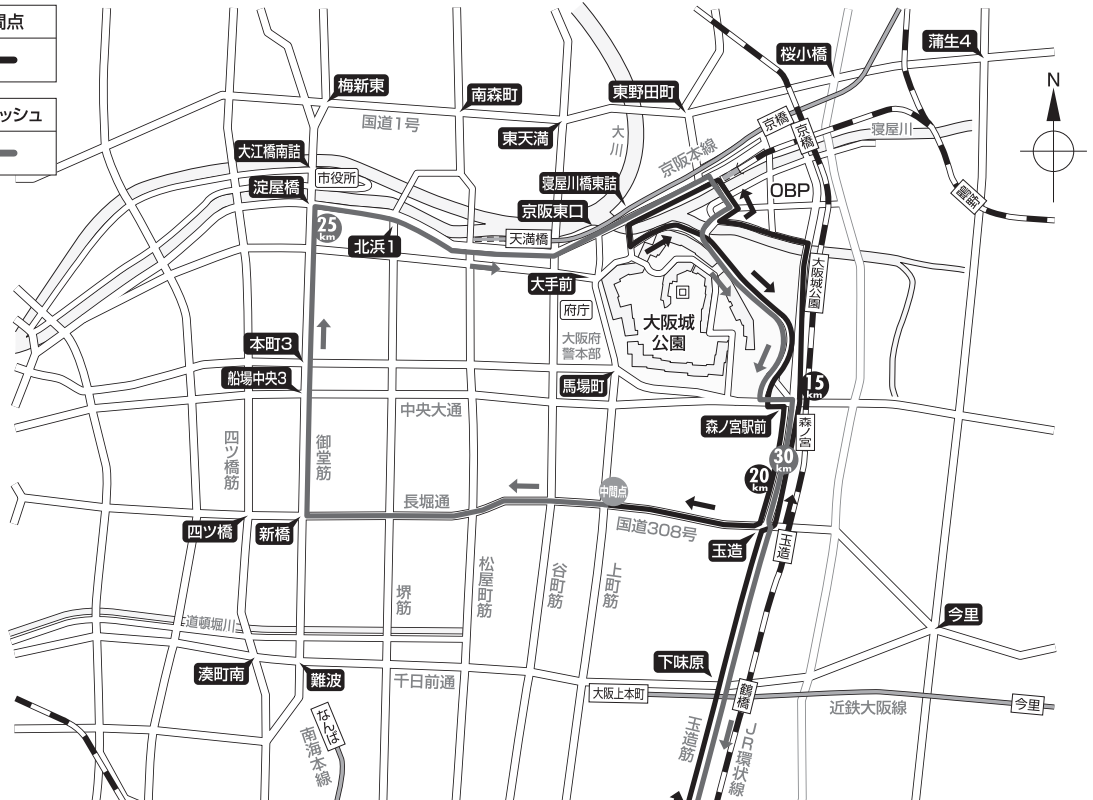 間点
ッシュ
梅新東
南森町
東野田町
桜小橋
蒲生4
N
国道1号
東天満
大川
京阪本線
京橋
京橋
寝屋川
大江橋南詰
市役所
淀屋橋
寝屋川橋東詰
京阪東口
OBP
鴫野
25km
北浜1
天満橋
大手前
府庁
大阪城公園
大阪城
公園
大阪府
警本部
本町3
船場中央3
馬場町
15km
中央大通
森ノ宮駅前
森ノ宮
四ツ橋筋
御堂筋
30km
20km
中間点
長堀通
国道308号
四ツ橋
新橋
玉造
玉造
松屋町筋
谷町筋
上町筋
堺筋
道頓堀川
今里
湊町南
難波
千日前通
下味原
大阪上本町
鶴橋
近鉄大阪線
今里
なんば
南海本線
玉造筋
JR環状線